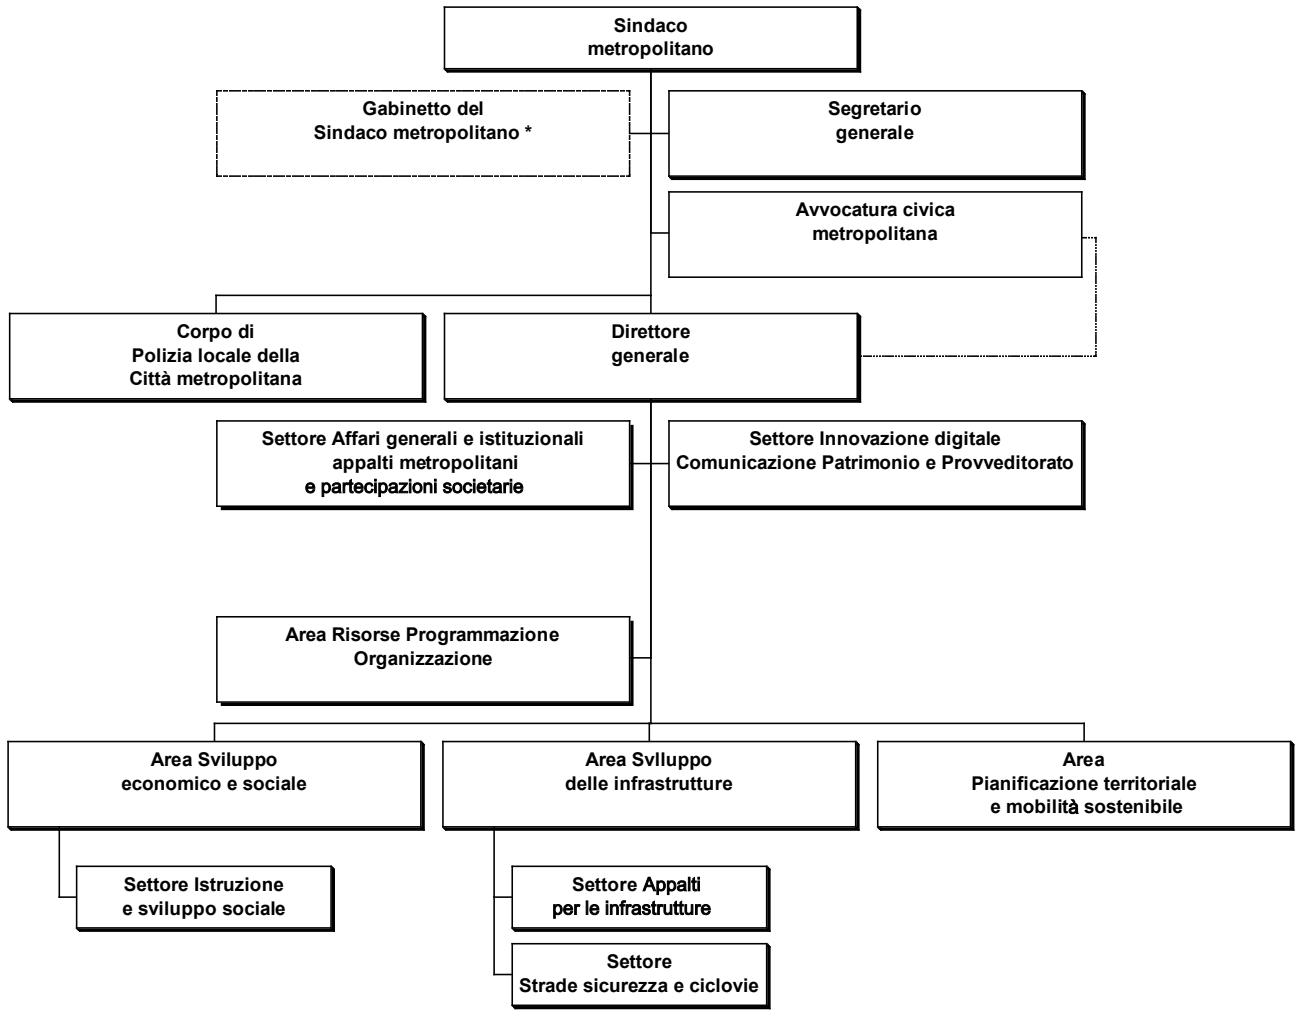 Sindaco
metropolitano
Gabinetto del
Sindaco metropolitano *
Segretario
generale
Avvocatura civica
metropolitana
Corpo di
Polizia locale della
Città metropolitana
Direttore
generale
Settore Affari generali e istituzionali
appalti metropolitani
e partecipazioni societarie
Settore Innovazione digitale
Comunicazione Patrimonio e Provveditorato
Area Risorse Programmazione
Organizzazione
Area Sviluppo
economico e sociale
Area Svlluppo
delle infrastrutture
Area
Pianificazione territoriale
e mobilità sostenibile
Settore Istruzione
e sviluppo sociale
Settore Appalti
per le infrastrutture
Settore
Strade sicurezza e ciclovie